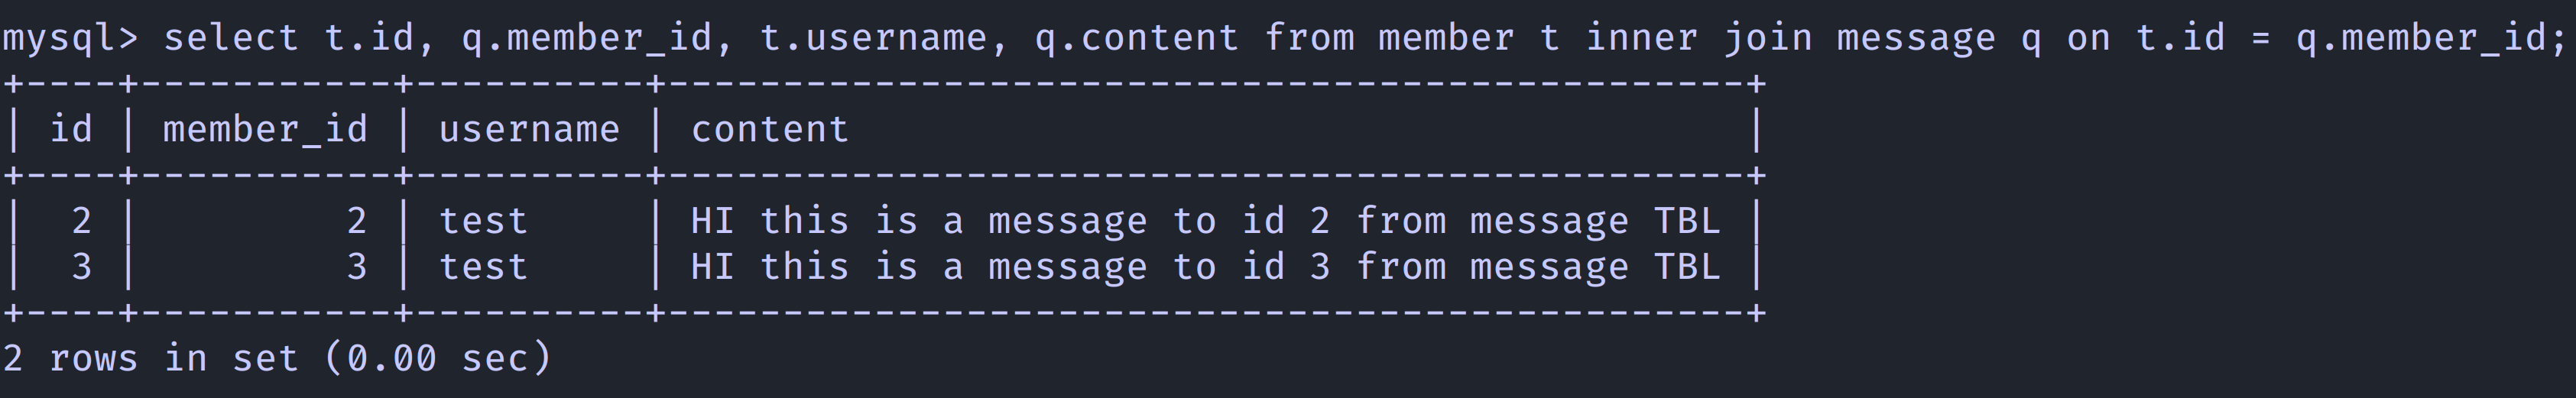 mysql> select t.id, q.member_id, t.username, q.content from member t inner join message q on t.id = q.member_id;
+----+-----------+----------+-----------------------------------------------+
| id | member_id | username | content                                       |
+----+-----------+----------+-----------------------------------------------+
|  2 |         2 | test     | HI this is a message to id 2 from message TBL |
|  3 |         3 | test     | HI this is a message to id 3 from message TBL |
+----+-----------+----------+-----------------------------------------------+
2 rows in set (0.00 sec)